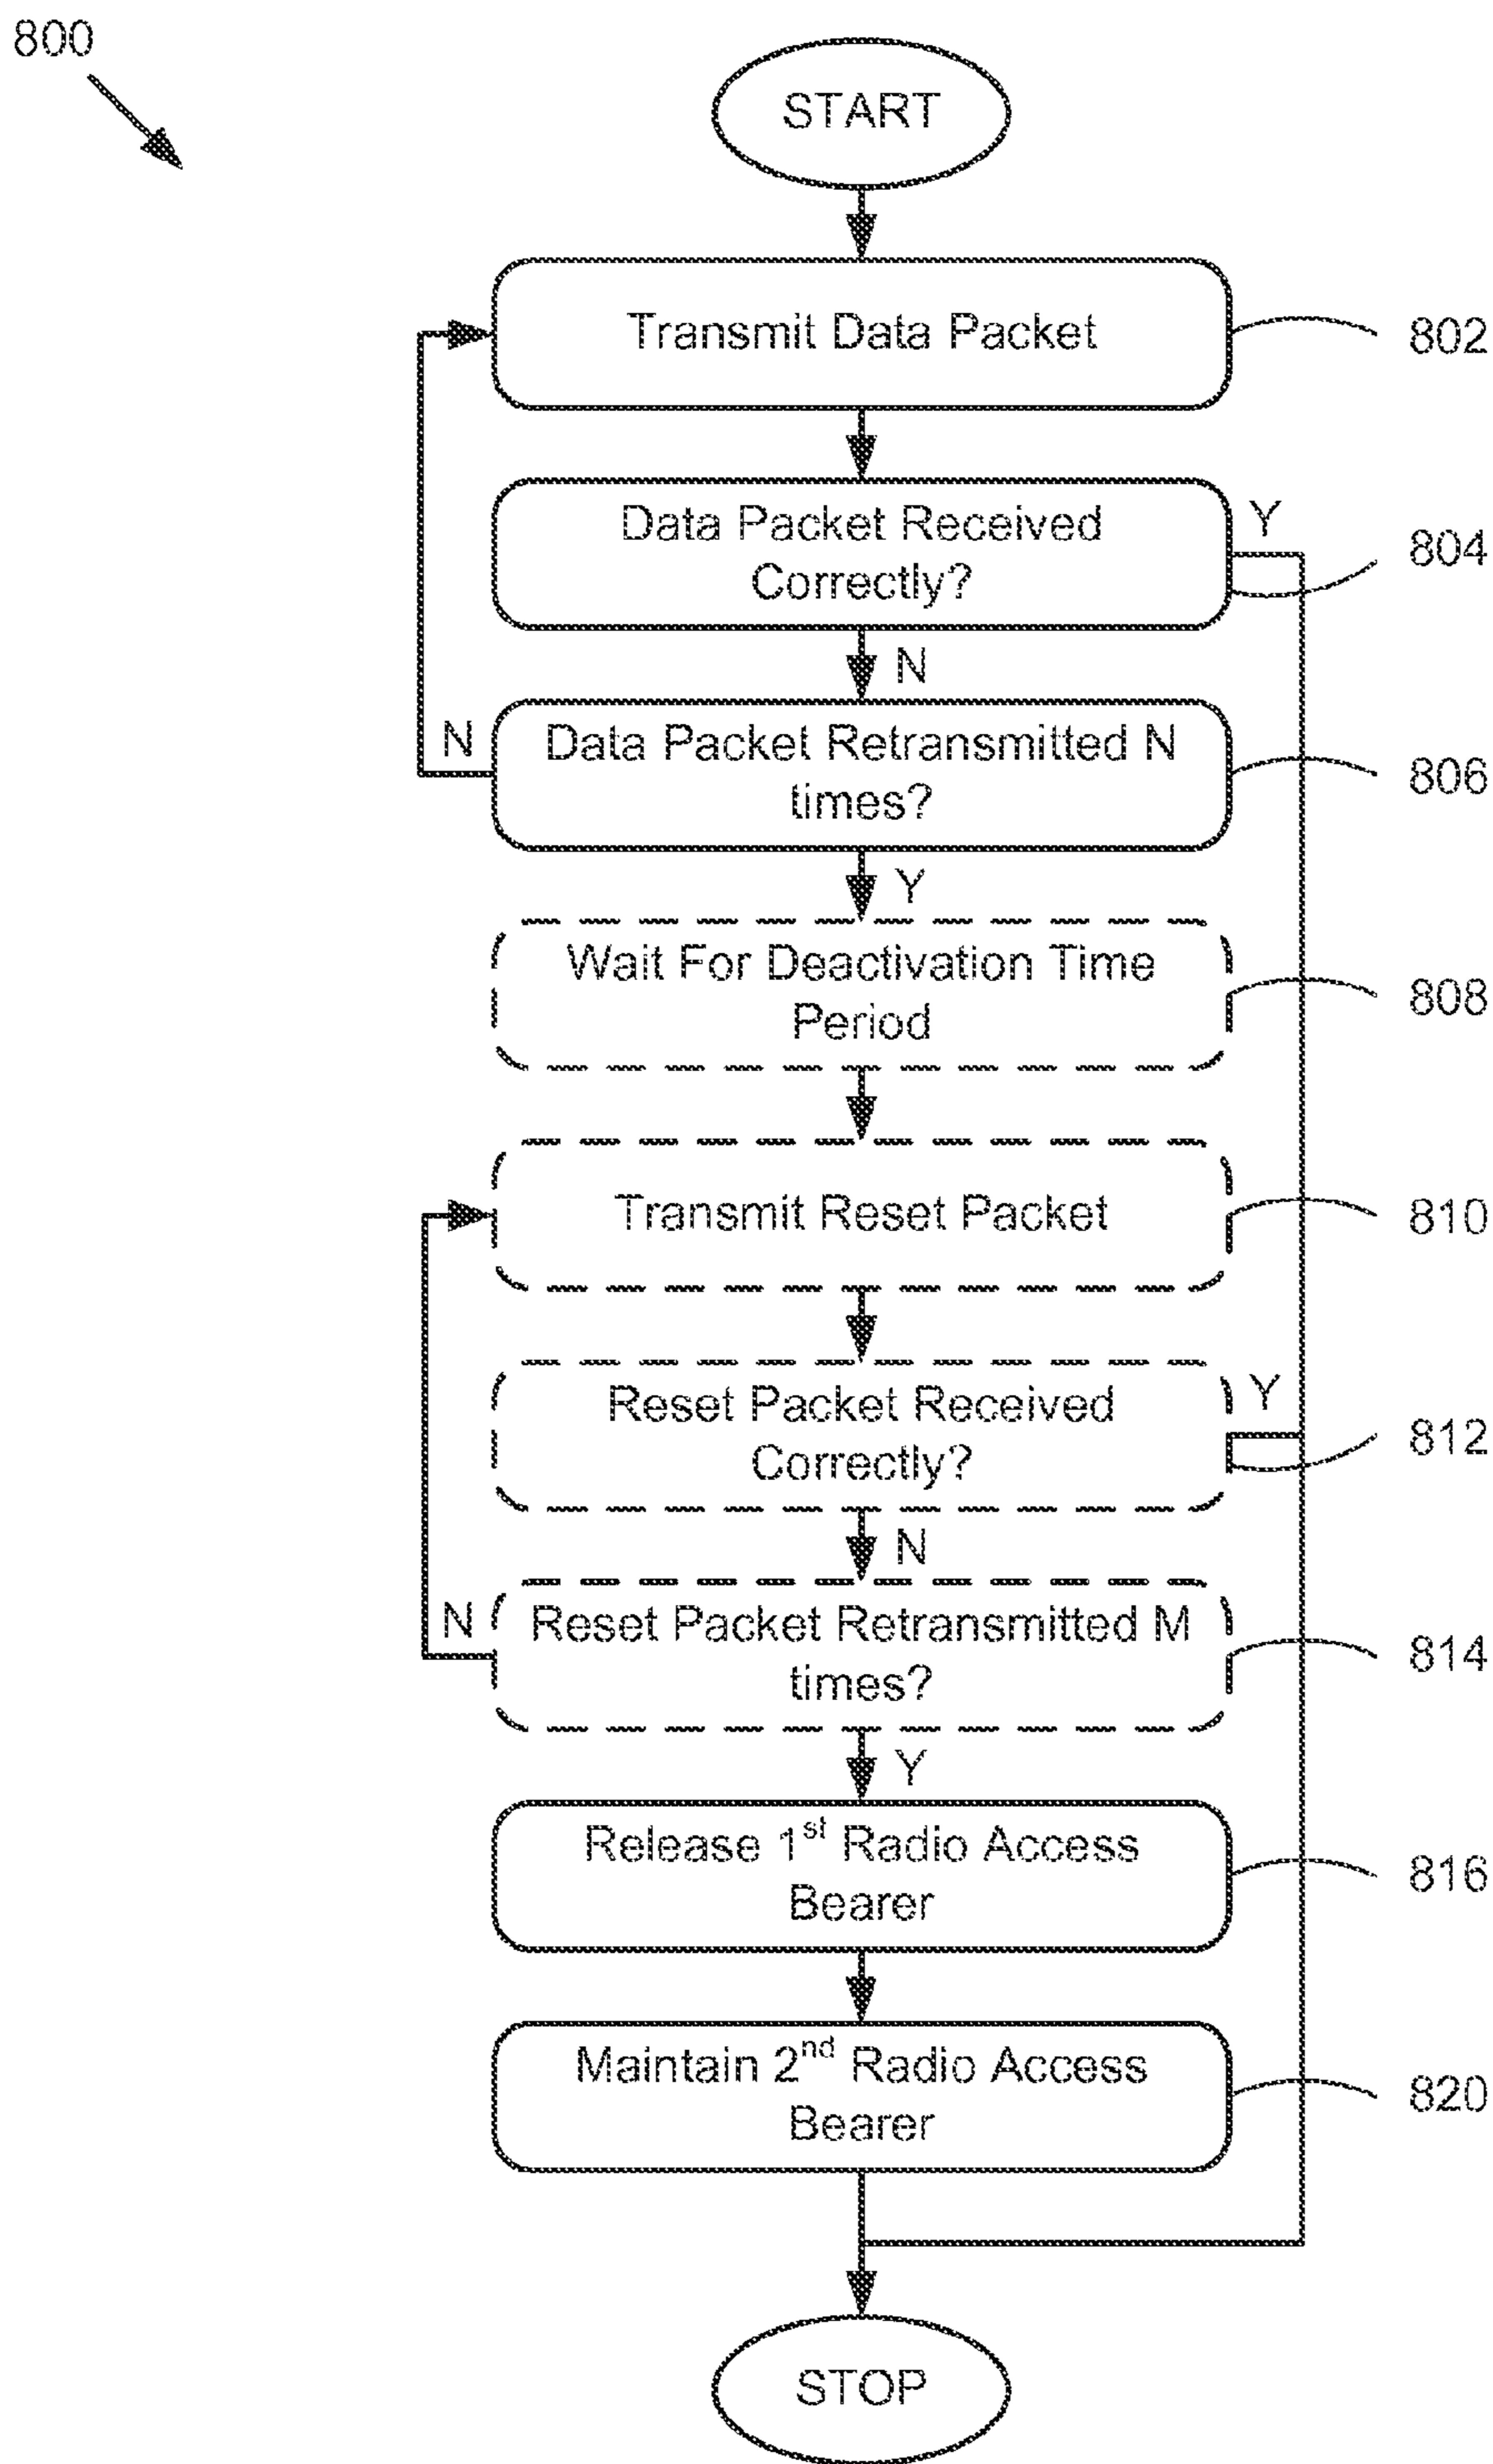 800
START
Transmit Data Packet
802
Data Packet Received
Correctly?
Y
804
N
Data Packet Retransmitted N
times?
N
806
Y
Wait For Deactivation Time
Period
808
Transmit Reset Packet
810
Reset Packet Received
Correctly?
Y
812
N
Reset Packet Retransmitted M
times?
N
814
Y
Release 1st Radio Access
Bearer
816
Maintain 2nd Radio Access
Bearer
820
STOP